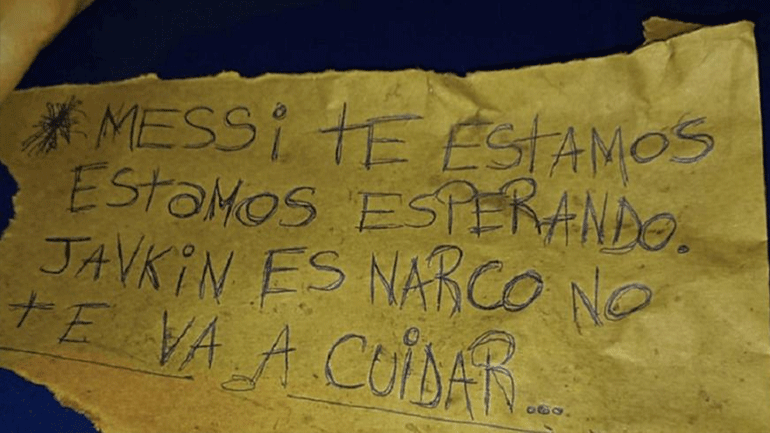 *MESSi tE ESTAMOS
EStaMOS ESPERANDO.
JAVKiN ES NARCO NO
tE VA A CUiDAR...